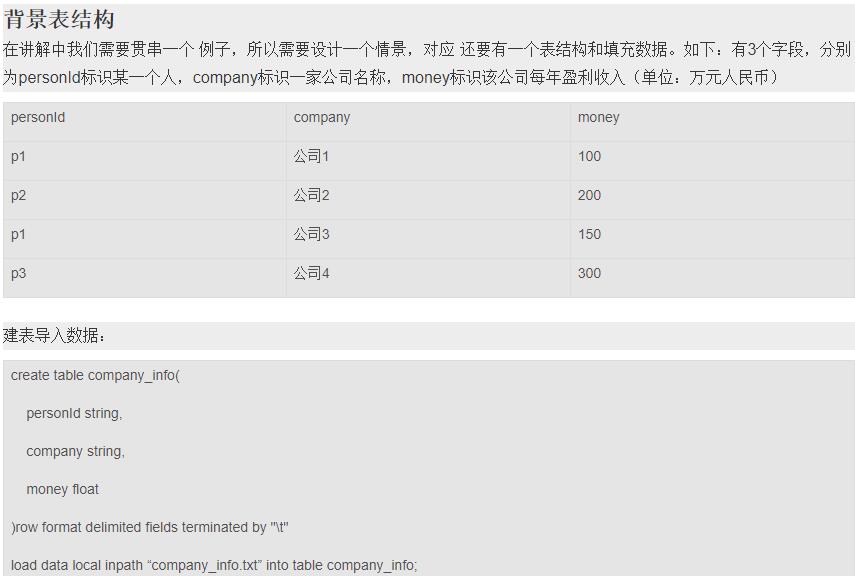 背景表结构
在讲解中我们需要贯串一个 例子，所以需要设计一个情景，对应 还要有一个表结构和填充数据。如下：有3个字段，分别
为personId标识某一个人，company标识一家公司名称，money标识该公司每年盈利收入（单位：万元人民币）
personId company money
p1 公司1 100
p2 公司2 200
p1 公司3 150
p3 公司4 300
建表导入数据：
create table company_info(
personId string,
company string,
money float
)row format delimited fields terminated by "\t"
load data local inpath “company_info.txt” into table company_info;